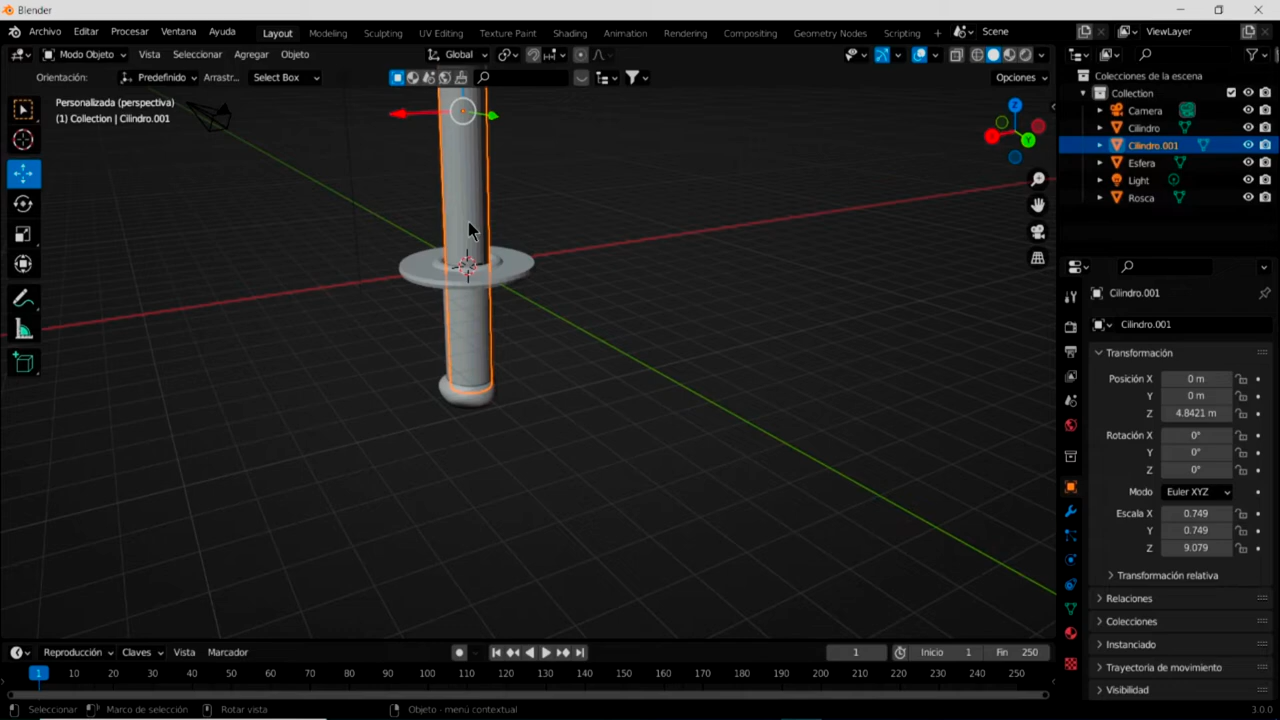 Blender
Archivo Editar Procesar Ventana Ayuda Layout Modeling Sculpting UV Editing Texture Paint Shading Animation Rendering Compositing Geometry Nodes Scripting + Scene ViewLayer
Modo Objeto Vista Seleccionar Agregar Objeto Global
Orientación: Predefinido Arrastr... Select Box Opciones
Personalizada (perspectiva)
(1) Collection | Cilindro.001
Z
X
Y
Colecciones de la escena
Collection
Camera
Cilindro
Cilindro.001
Esfera
Light
Rosca
Cilindro.001
Cilindro.001
Transformación
Posición X 0 m
Y 0 m
Z 4.8421 m
Rotación X 0°
Y 0°
Z 0°
Modo Euler XYZ
Escala X 0.749
Y 0.749
Z 9.079
Transformación relativa
Relaciones
Colecciones
Instanciado
Trayectoria de movimiento
Visibilidad
Reproducción Claves Vista Marcador 1 Inicio 1 Fin 250
1 10 20 30 40 50 60 70 80 90 100 110 120 130 140 150 160 170 180 190 200 210 220 230 240 250
Seleccionar Marco de selección Rotar vista Objeto - menú contextual 3.0.0